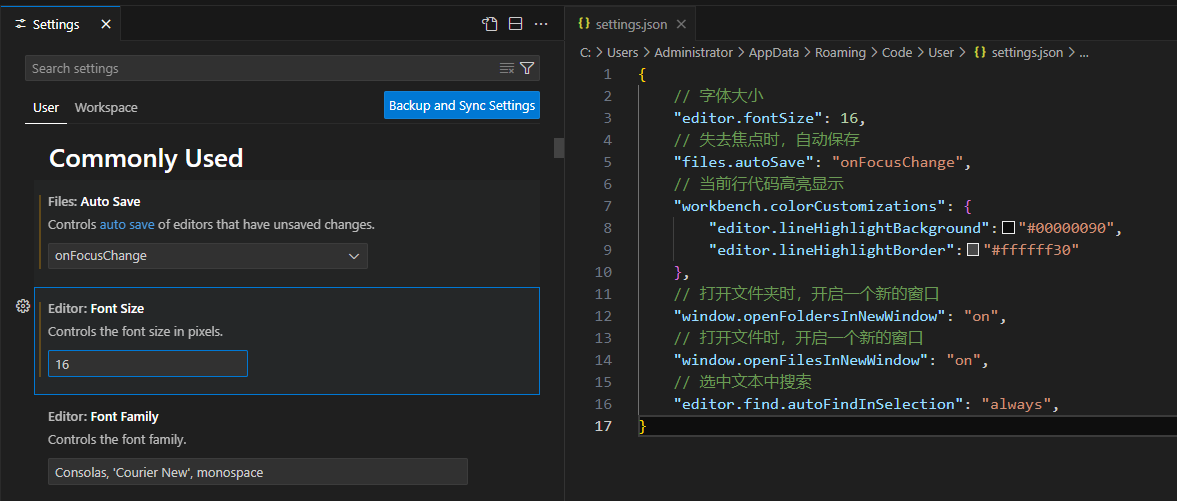 Settings
Search settings
User Workspace Backup and Sync Settings
Commonly Used
Files: Auto Save
Controls auto save of editors that have unsaved changes.
onFocusChange
Editor: Font Size
Controls the font size in pixels.
16
Editor: Font Family
Controls the font family.
Consolas, 'Courier New', monospace
{} settings.json
C: > Users > Administrator > AppData > Roaming > Code > User > {} settings.json > ...
1 {
2 // 字体大小
3 "editor.fontSize": 16,
4 // 失去焦点时，自动保存
5 "files.autoSave": "onFocusChange",
6 // 当前行代码高亮显示
7 "workbench.colorCustomizations": {
8 "editor.lineHighlightBackground": "#00000090",
9 "editor.lineHighlightBorder": "#ffffff30"
10 },
11 // 打开文件夹时，开启一个新的窗口
12 "window.openFoldersInNewWindow": "on",
13 // 打开文件时，开启一个新的窗口
14 "window.openFilesInNewWindow": "on",
15 // 选中文本中搜索
16 "editor.find.autoFindInSelection": "always",
17 }